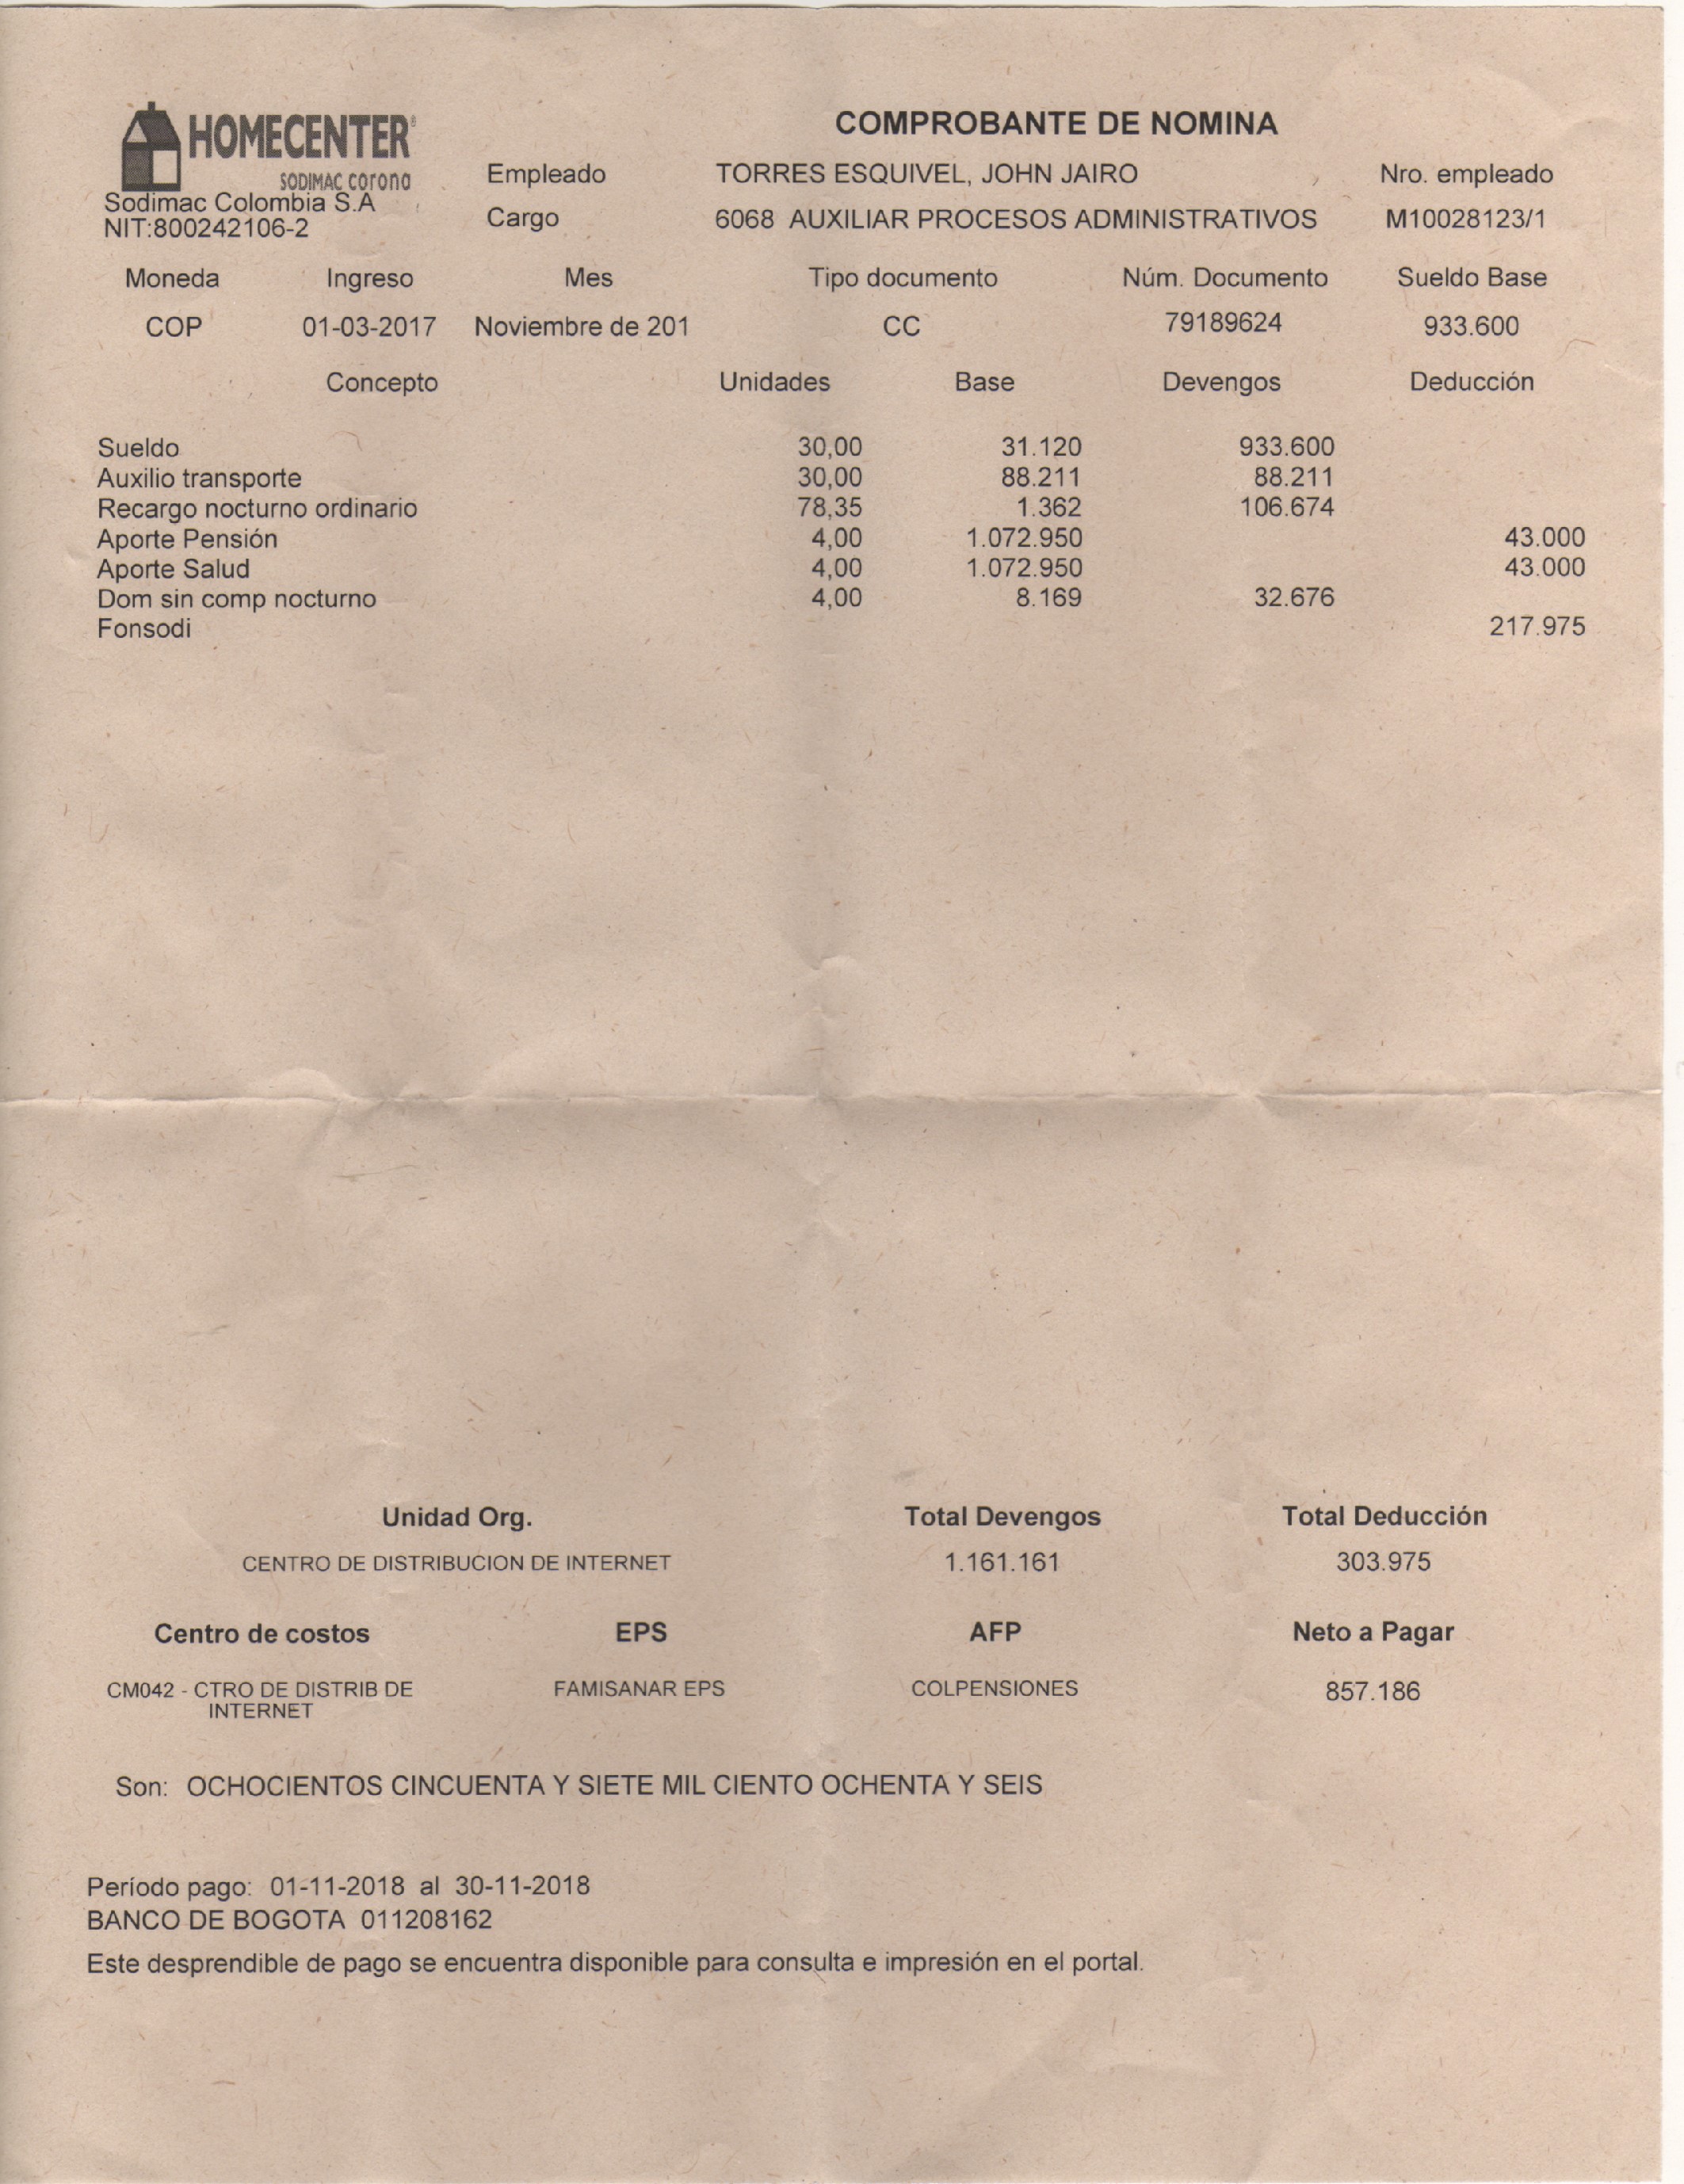 COMPROBANTE DE NOMINA
HOMECENTER
SODIMAC corona
Sodimac Colombia S.A
NIT:800242106-2
Empleado TORRES ESQUIVEL, JOHN JAIRO Nro. empleado
Cargo 6068 AUXILIAR PROCESOS ADMINISTRATIVOS M10028123/1
Moneda Ingreso Mes Tipo documento Núm. Documento Sueldo Base
COP 01-03-2017 Noviembre de 201 CC 79189624 933.600
Concepto Unidades Base Devengos Deducción
Sueldo 30,00 31.120 933.600
Auxilio transporte 30,00 88.211 88.211
Recargo nocturno ordinario 78,35 1.362 106.674
Aporte Pensión 4,00 1.072.950 43.000
Aporte Salud 4,00 1.072.950 43.000
Dom sin comp nocturno 4,00 8.169 32.676
Fonsodi 217.975
Unidad Org. Total Devengos Total Deducción
CENTRO DE DISTRIBUCION DE INTERNET 1.161.161 303.975
Centro de costos EPS AFP Neto a Pagar
CM042 - CTRO DE DISTRIB DE FAMISANAR EPS COLPENSIONES 857.186
INTERNET
Son: OCHOCIENTOS CINCUENTA Y SIETE MIL CIENTO OCHENTA Y SEIS
Período pago: 01-11-2018 al 30-11-2018
BANCO DE BOGOTA 011208162
Este desprendible de pago se encuentra disponible para consulta e impresión en el portal.